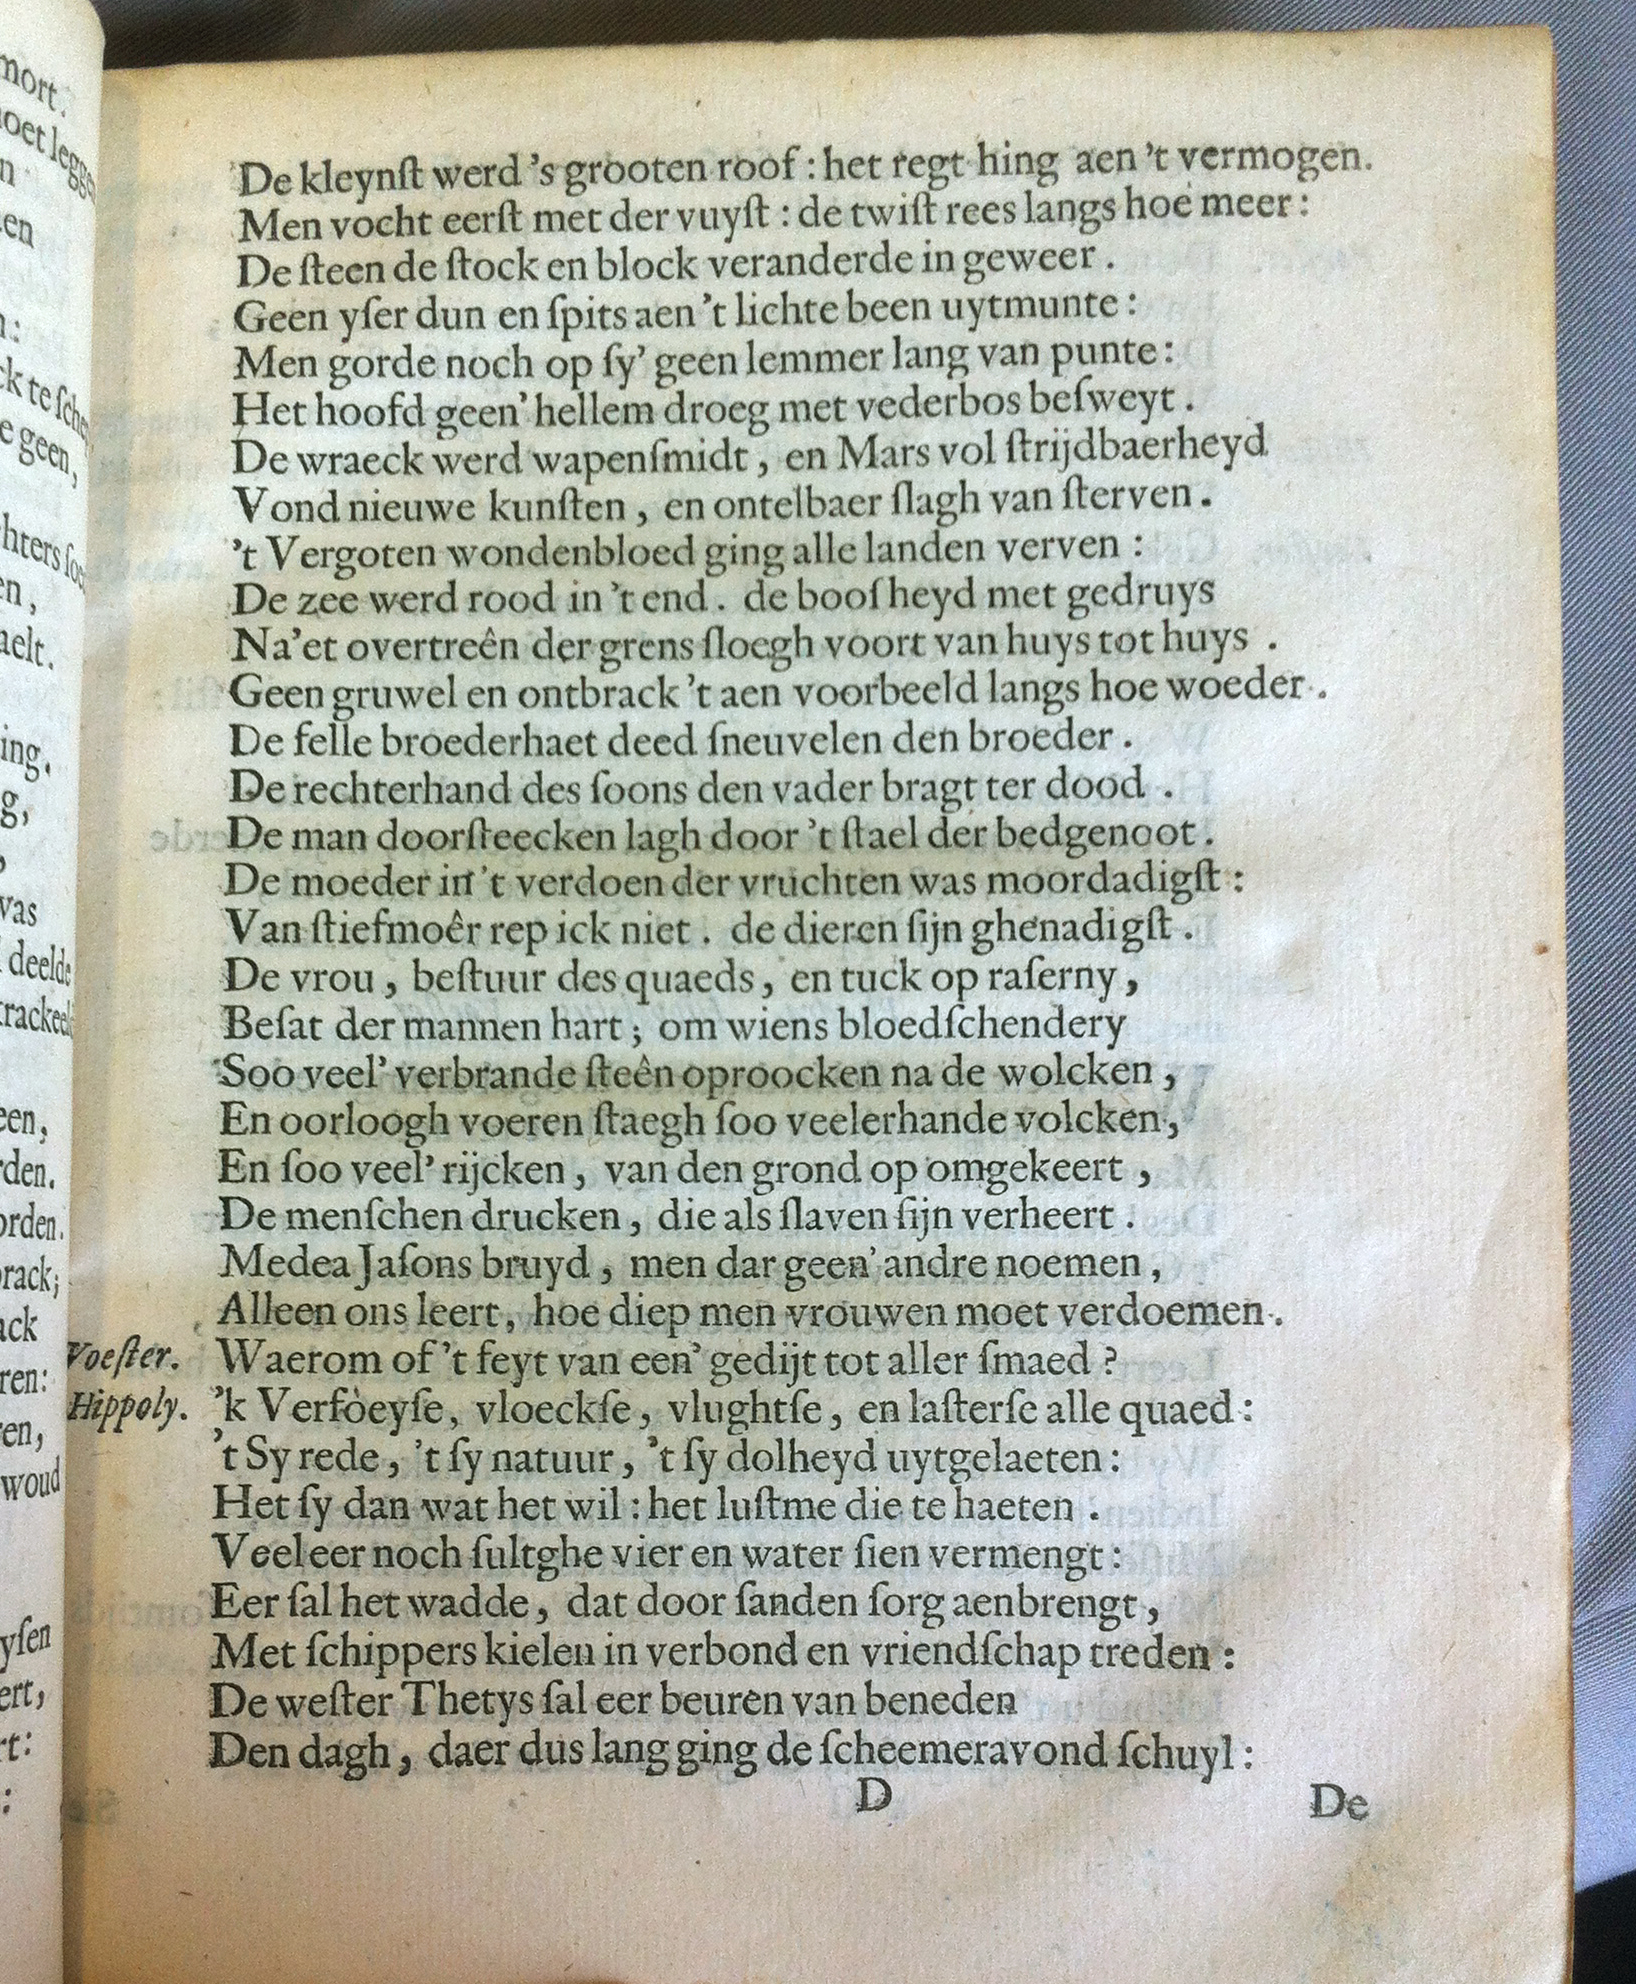 De kleynſt werd 's grooten roof : het regt hing aen 't vermogen.
Men vocht eerſt met der vuyſt : de twiſt rees langs hoe meer :
De ſteen de ſtock en block veranderde in geweer .
Geen yſer dun en ſpits aen 't lichte been uytmunte :
Men gorde noch op ſy' geen lemmer lang van punte :
Het hoofd geen' hellem droeg met vederbos beſweyt .
De wraeck werd wapenſmidt , en Mars vol ſtrijdbaerheyd
Vond nieuwe kunſten , en ontelbaer ſlagh van ſterven .
't Vergoten wondenbloed ging alle landen verven :
De zee werd rood in 't end . de boofheyd met gedruys
Na'et overtreên der grens ſloegh voort van huys tot huys .
Geen gruwel en ontbrack 't aen voorbeeld langs hoe woeder .
De felle broederhaet deed ſneuvelen den broeder .
De rechterhand des ſoons den vader bragt ter dood .
De man doorſteecken lagh door 't ſtael der bedgenoot .
De moeder in 't verdoen der vruchten was moordadigſt :
Van ſtiefmoêr rep ick niet . de dieren ſijn ghenadigſt .
De vrou , beſtuur des quaeds , en tuck op raſerny ,
Beſat der mannen hart ; om wiens bloedſchendery
Soo veel' verbrande ſteên oproocken na de wolcken ,
En oorloogh voeren ſtaegh ſoo veelerhande volcken ,
En ſoo veel' rijcken , van den grond op omgekeert ,
De menſchen drucken , die als ſlaven ſijn verheert .
Medea Jaſons bruyd , men dar geen' andre noemen ,
Alleen ons leert , hoe diep men vrouwen moet verdoemen .
Voeſter. Waerom of 't feyt van een' gedijt tot aller ſmaed ?
Hippoly. 'k Verfoeyſe , vloeckſe , vlughtſe , en laſterſe alle quaed :
't Sy rede , 't ſy natuur , 't ſy dolheyd uytgelaeten :
Het ſy dan wat het wil : het luſtme die te haeten .
Veeleer noch ſultghe vier en water ſien vermengt :
Eer ſal het wadde , dat door ſanden ſorg aenbrengt ,
Met ſchippers kielen in verbond en vriendſchap treden :
De weſter Thetys ſal eer beuren van beneden
Den dagh , daer dus lang ging de ſcheemeravond ſchuyl :
D
De